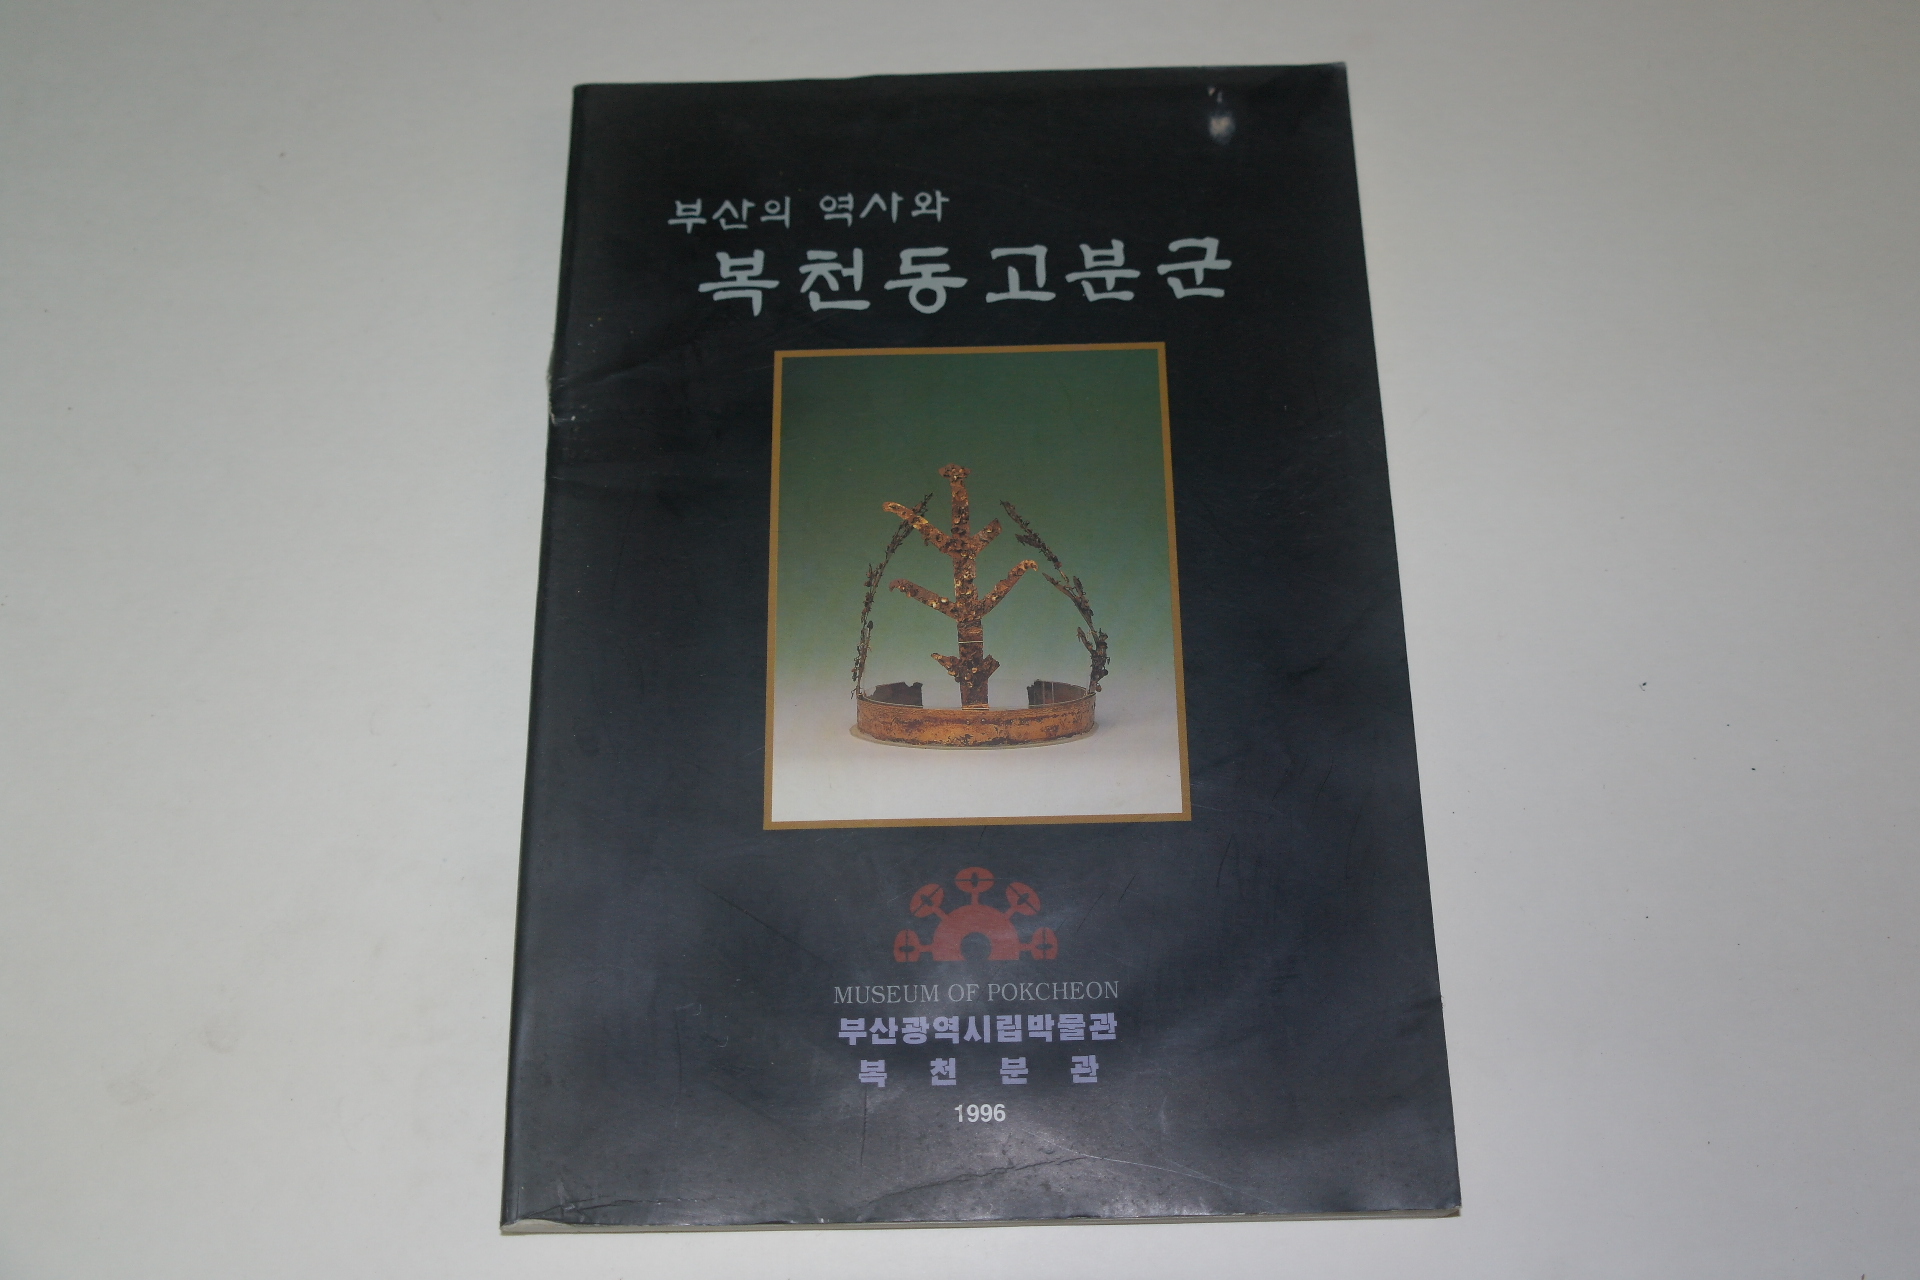 부산의 역사와
복천동고분군
MUSEUM OF POKCHEON
부산광역시립박물관
복 천 분 관
1996